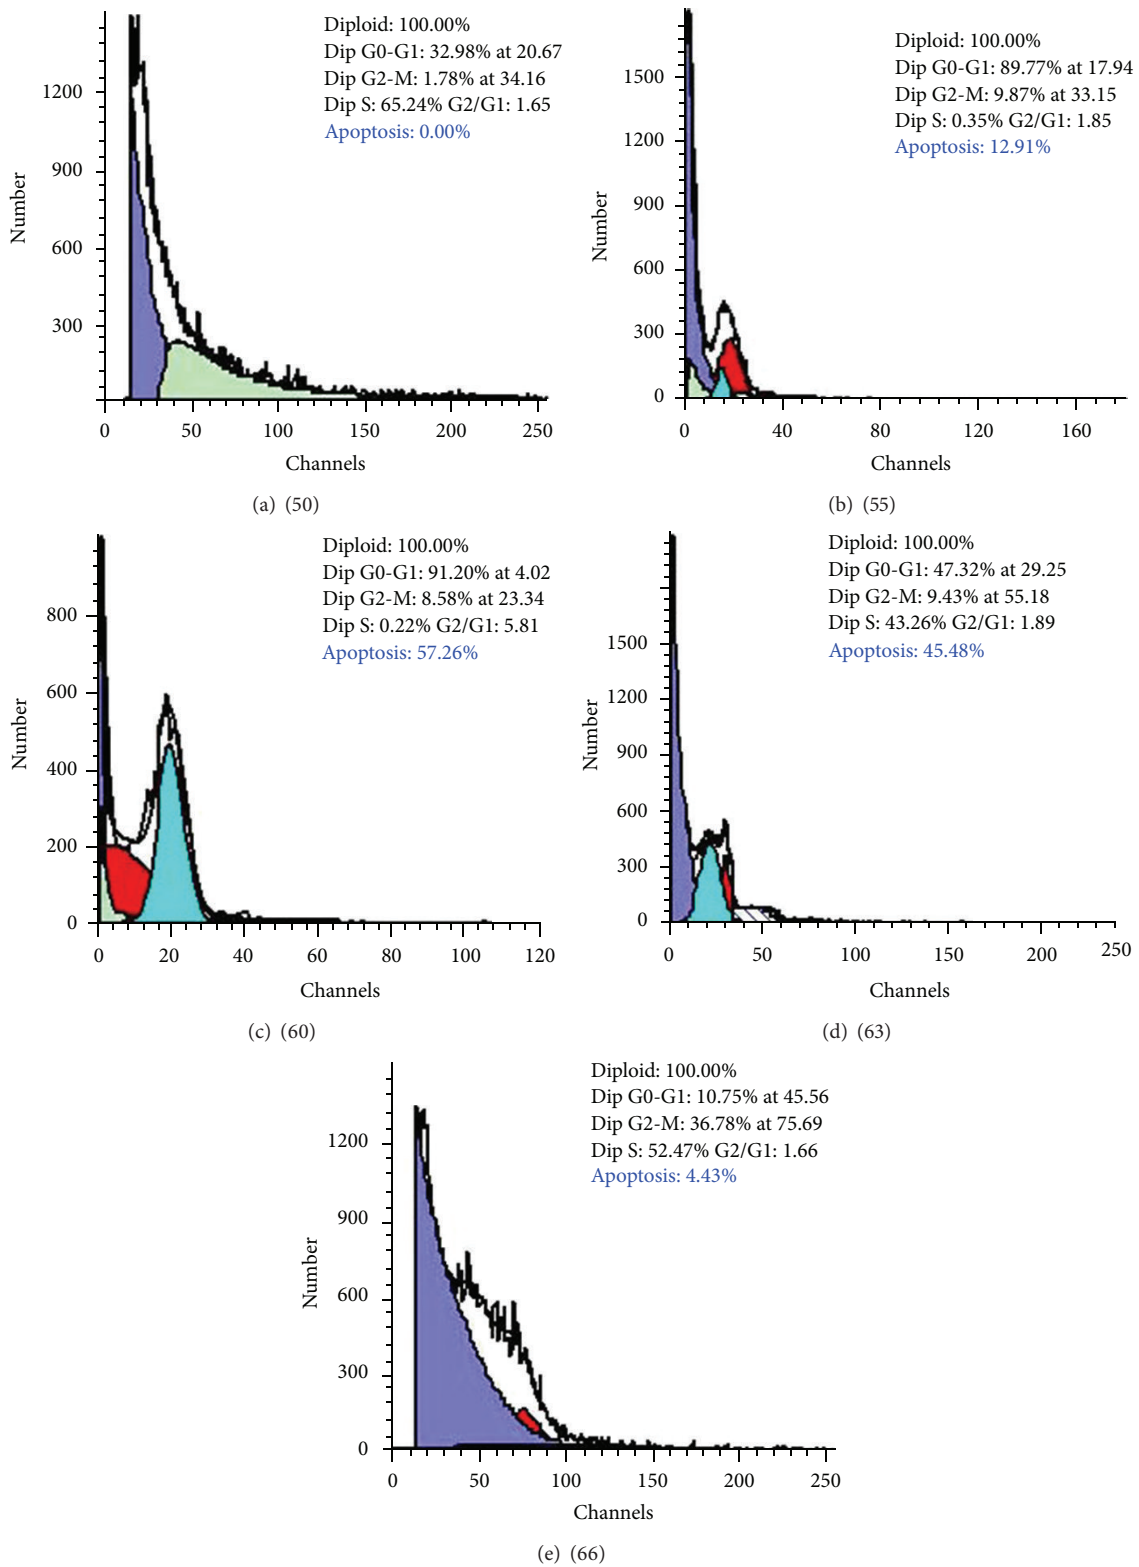 Diploid: 100.00%
Dip G0-G1: 32.98% at 20.67
Dip G2-M: 1.78% at 34.16
Dip S: 65.24% G2/G1: 1.65
Apoptosis: 0.00%
1200
900
600
300
Number
0 50 100 150 200 250
Channels
(a) (50)
Diploid: 100.00%
Dip G0-G1: 89.77% at 17.94
Dip G2-M: 9.87% at 33.15
Dip S: 0.35% G2/G1: 1.85
Apoptosis: 12.91%
1500
1200
900
600
300
0
Number
0 40 80 120 160
Channels
(b) (55)
Diploid: 100.00%
Dip G0-G1: 91.20% at 4.02
Dip G2-M: 8.58% at 23.34
Dip S: 0.22% G2/G1: 5.81
Apoptosis: 57.26%
800
600
400
200
0
Number
0 20 40 60 80 100 120
Channels
(c) (60)
Diploid: 100.00%
Dip G0-G1: 47.32% at 29.25
Dip G2-M: 9.43% at 55.18
Dip S: 43.26% G2/G1: 1.89
Apoptosis: 45.48%
1500
1200
900
600
300
0
Number
0 50 100 150 200 250
Channels
(d) (63)
Diploid: 100.00%
Dip G0-G1: 10.75% at 45.56
Dip G2-M: 36.78% at 75.69
Dip S: 52.47% G2/G1: 1.66
Apoptosis: 4.43%
1200
900
600
300
0
Number
0 50 100 150 200 250
Channels
(e) (66)